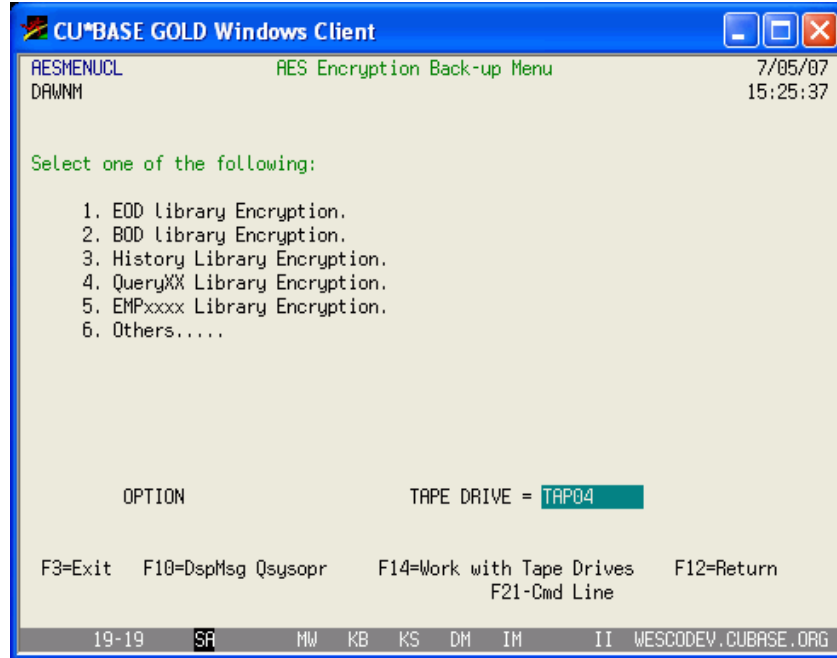 CU*BASE GOLD Windows Client
AESMENUCL AES Encryption Back-up Menu 7/05/07
DAWNM 15:25:37
Select one of the following:
1. EOD library Encryption.
2. BOD library Encryption.
3. History Library Encryption.
4. QueryXX Library Encryption.
5. EMPxxxx Library Encryption.
6. Others.....
OPTION TAPE DRIVE = TAP04
F3=Exit F10=DspMsg Qsysopr F14=Work with Tape Drives F12=Return
F21-Cmd Line
19-19 SA MW KB KS DM IM II WESCODEV.CUBASE.ORG